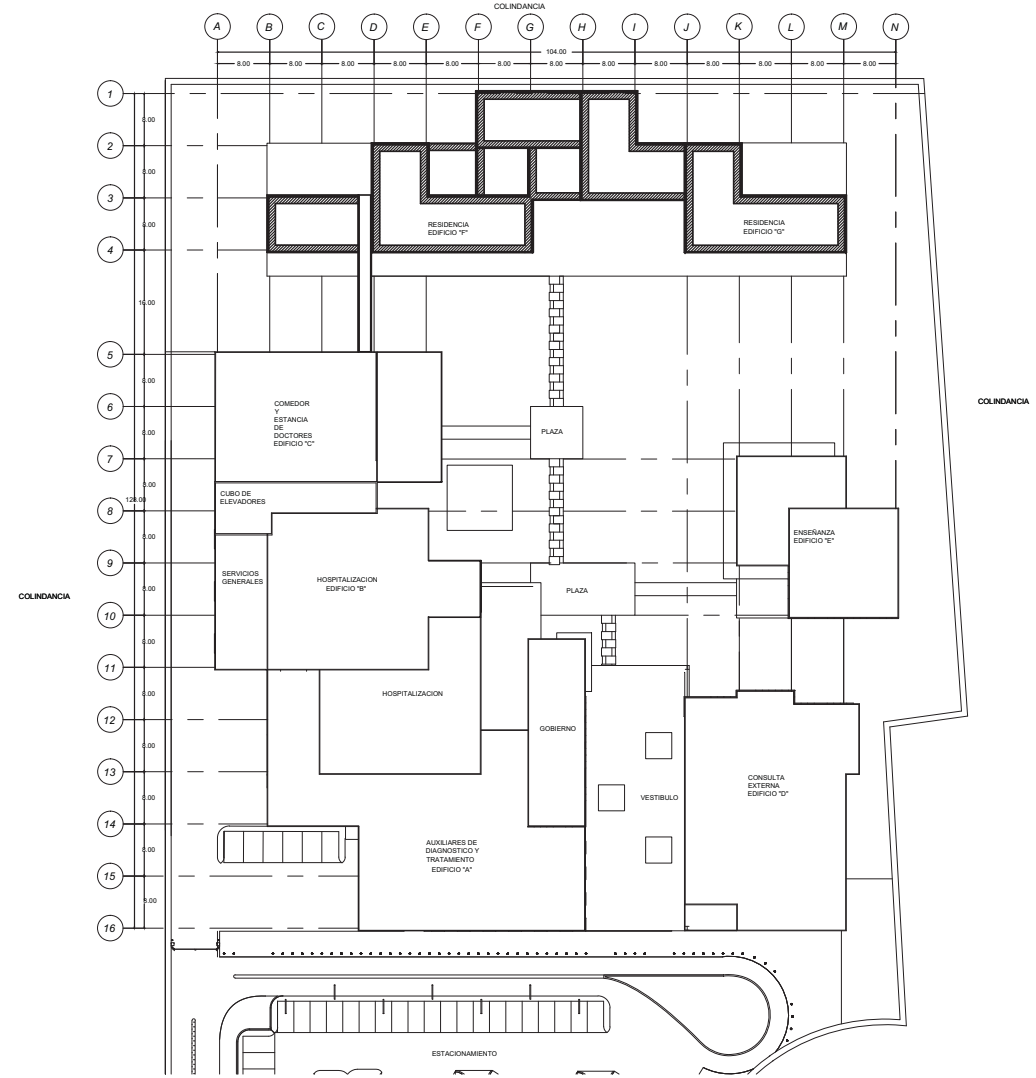 COLINDANCIA
A B C D E F G H I J K L M N
104.00
8.00 8.00 8.00 8.00 8.00 8.00 8.00 8.00 8.00 8.00 8.00 8.00 8.00
1
8.00
2
8.00
3
8.00
4
16.00
5
8.00
6
8.00
7
8.00
128.00
8
8.00
9
8.00
10
8.00
11
8.00
12
8.00
13
8.00
14
8.00
15
8.00
16
RESIDENCIA
EDIFICIO "F"
RESIDENCIA
EDIFICIO "G"
COLINDANCIA
COMEDOR
Y
ESTANCIA
DE
DOCTORES
EDIFICIO "C"
PLAZA
CUBO DE
ELEVADORES
ENSEÑANZA
EDIFICIO "E"
SERVICIOS
GENERALES
HOSPITALIZACION
EDIFICIO "B"
PLAZA
COLINDANCIA
HOSPITALIZACION
GOBIERNO
VESTIBULO
CONSULTA
EXTERNA
EDIFICIO "D"
AUXILIARES DE
DIAGNOSTICO Y
TRATAMIENTO
EDIFICIO "A"
ESTACIONAMIENTO